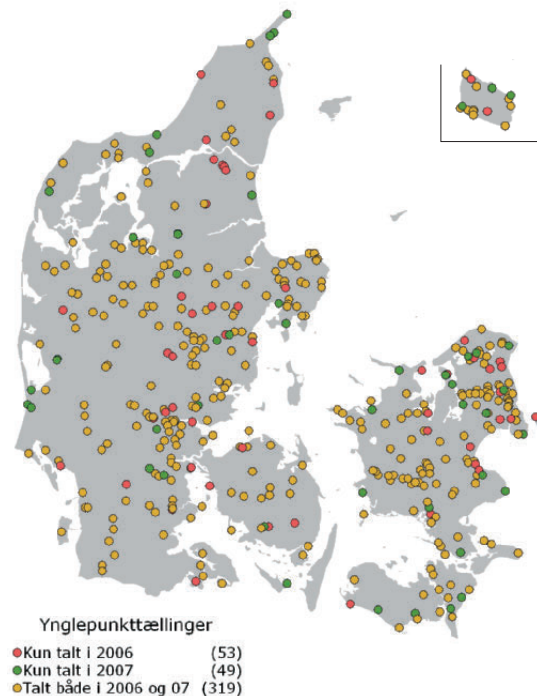 Ynglepunkttællinger
Kun talt i 2006 (53)
Kun talt i 2007 (49)
Talt både i 2006 og 07 (319)